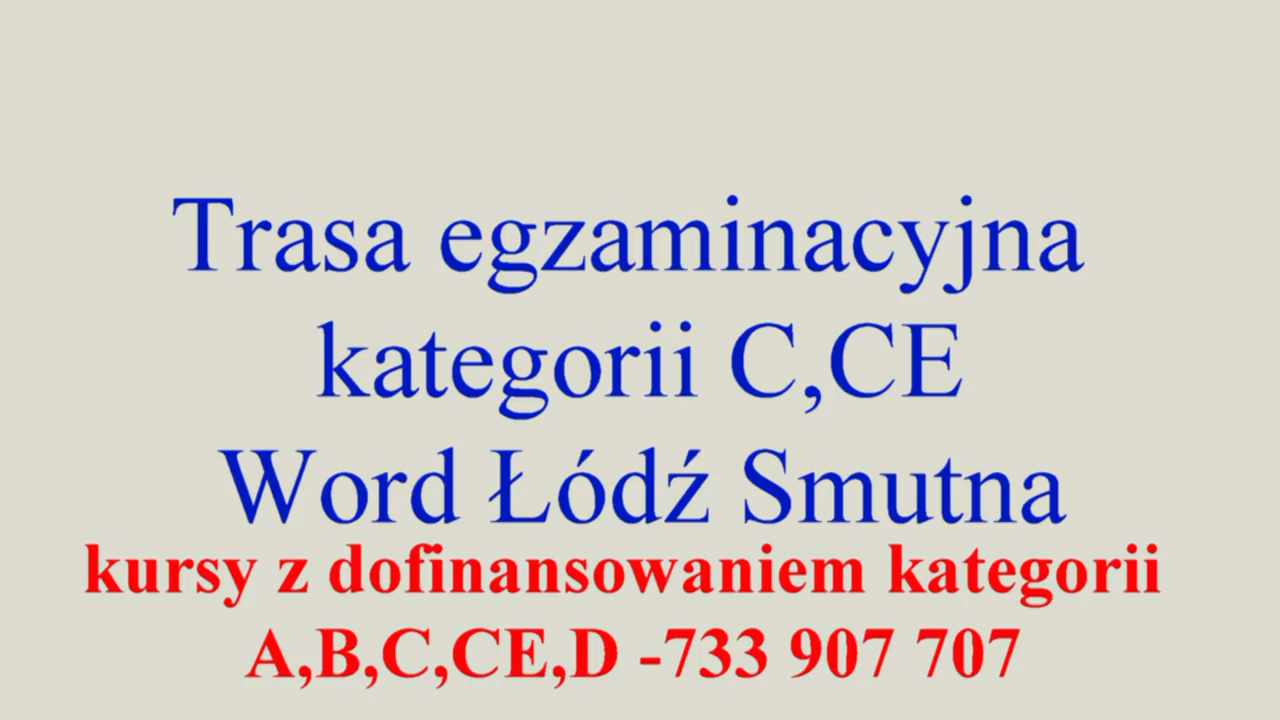 Trasa egzaminacyjna
kategorii C,CE
Word Łódź Smutna
kursy z dofinansowaniem kategorii
A,B,C,CE,D -733 907 707